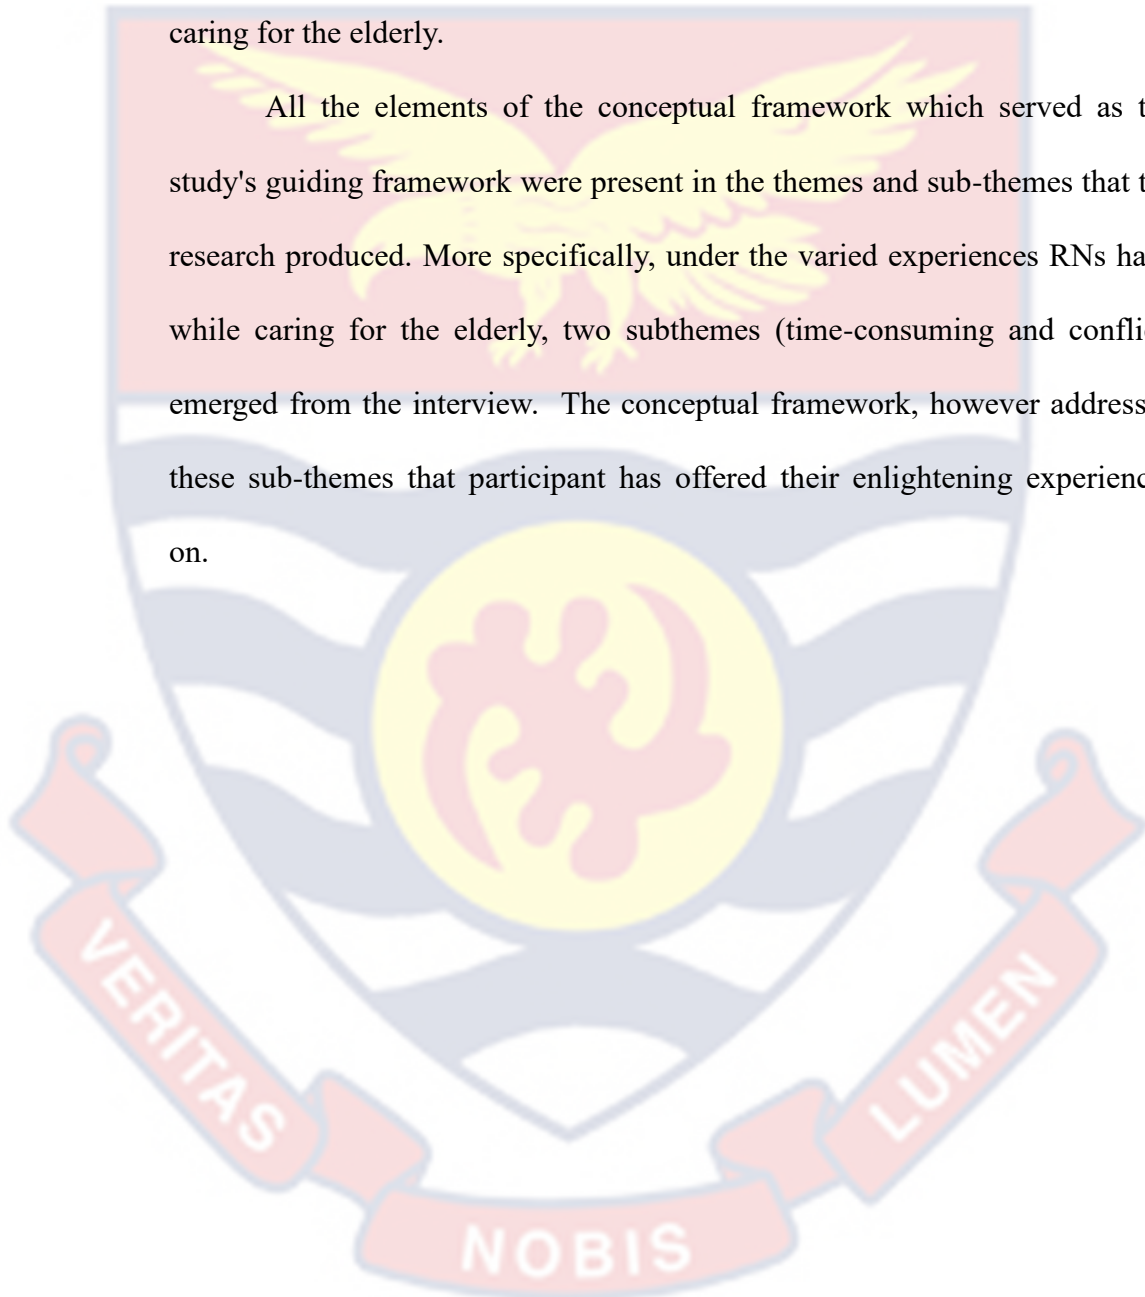 caring for the elderly.
All the elements of the conceptual framework which served as t
study's guiding framework were present in the themes and sub-themes that t
research produced. More specifically, under the varied experiences RNs ha
while caring for the elderly, two subthemes (time-consuming and confli
emerged from the interview.  The conceptual framework, however address
these sub-themes that participant has offered their enlightening experienc
on.
VERITAS
NOBIS
LUMEN